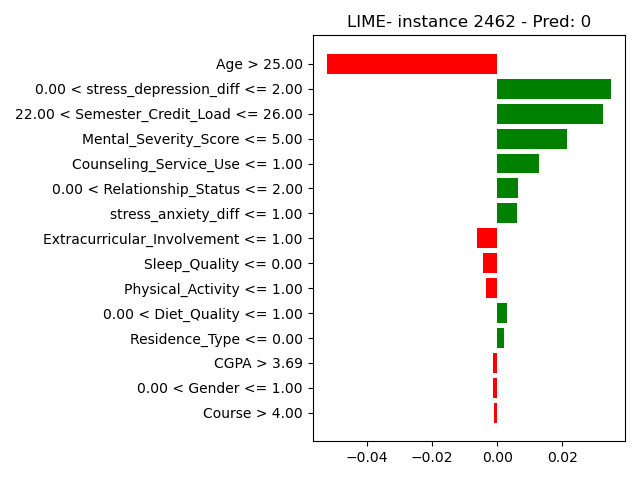 LIME- instance 2462 - Pred: 0
Age > 25.00
0.00 < stress_depression_diff <= 2.00
22.00 < Semester_Credit_Load <= 26.00
Mental_Severity_Score <= 5.00
Counseling_Service_Use <= 1.00
0.00 < Relationship_Status <= 2.00
stress_anxiety_diff <= 1.00
Extracurricular_Involvement <= 1.00
Sleep_Quality <= 0.00
Physical_Activity <= 1.00
0.00 < Diet_Quality <= 1.00
Residence_Type <= 0.00
CGPA > 3.69
0.00 < Gender <= 1.00
Course > 4.00
−0.04 −0.02 0.00 0.02